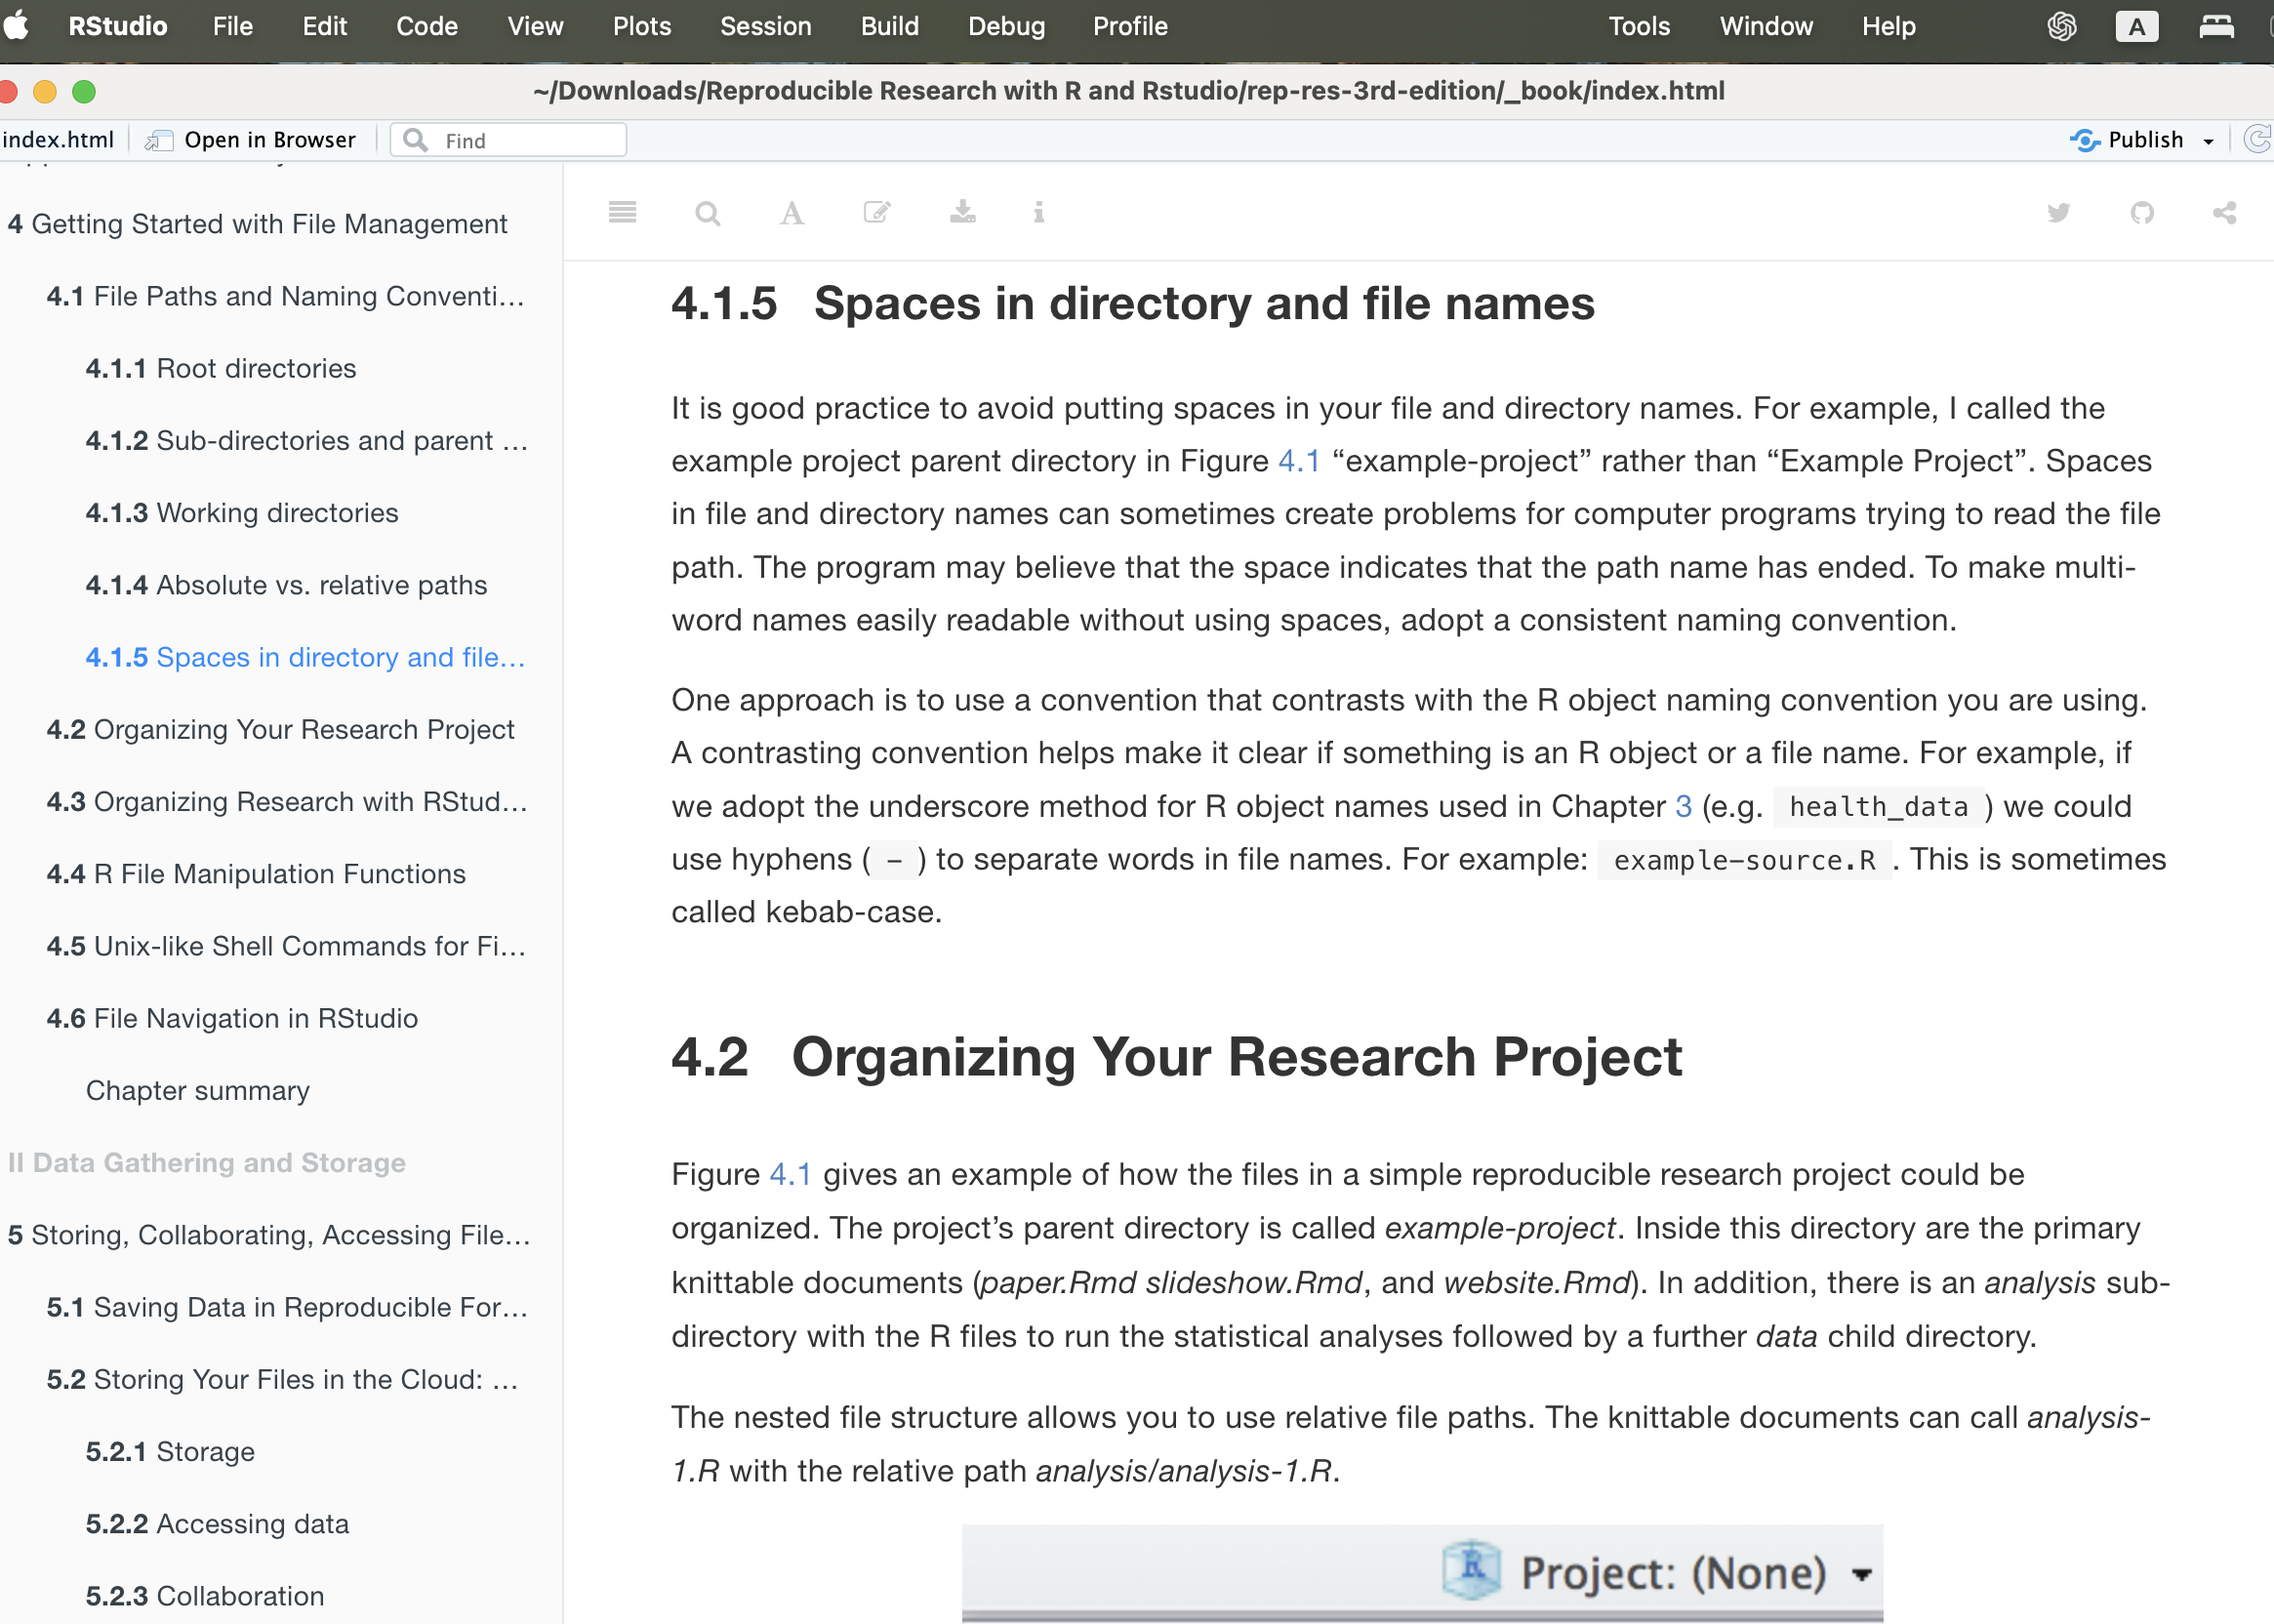 RStudio File Edit Code View Plots Session Build Debug Profile Tools Window Help A
~/Downloads/Reproducible Research with R and Rstudio/rep-res-3rd-edition/_book/index.html
index.html Open in Browser Find Publish
4 Getting Started with File Management
4.1 File Paths and Naming Conventi…
4.1.1 Root directories
4.1.2 Sub-directories and parent …
4.1.3 Working directories
4.1.4 Absolute vs. relative paths
4.1.5 Spaces in directory and file…
4.2 Organizing Your Research Project
4.3 Organizing Research with RStud…
4.4 R File Manipulation Functions
4.5 Unix-like Shell Commands for Fi…
4.6 File Navigation in RStudio
Chapter summary
II Data Gathering and Storage
5 Storing, Collaborating, Accessing File…
5.1 Saving Data in Reproducible For…
5.2 Storing Your Files in the Cloud: …
5.2.1 Storage
5.2.2 Accessing data
5.2.3 Collaboration
4.1.5 Spaces in directory and file names
It is good practice to avoid putting spaces in your file and directory names. For example, I called the
example project parent directory in Figure 4.1 “example-project” rather than “Example Project”. Spaces
in file and directory names can sometimes create problems for computer programs trying to read the file
path. The program may believe that the space indicates that the path name has ended. To make multi-
word names easily readable without using spaces, adopt a consistent naming convention.
One approach is to use a convention that contrasts with the R object naming convention you are using.
A contrasting convention helps make it clear if something is an R object or a file name. For example, if
we adopt the underscore method for R object names used in Chapter 3 (e.g. health_data ) we could
use hyphens ( - ) to separate words in file names. For example: example-source.R . This is sometimes
called kebab-case.
4.2 Organizing Your Research Project
Figure 4.1 gives an example of how the files in a simple reproducible research project could be
organized. The project’s parent directory is called example-project. Inside this directory are the primary
knittable documents (paper.Rmd slideshow.Rmd, and website.Rmd). In addition, there is an analysis sub-
directory with the R files to run the statistical analyses followed by a further data child directory.
The nested file structure allows you to use relative file paths. The knittable documents can call analysis-
1.R with the relative path analysis/analysis-1.R.
R Project: (None)